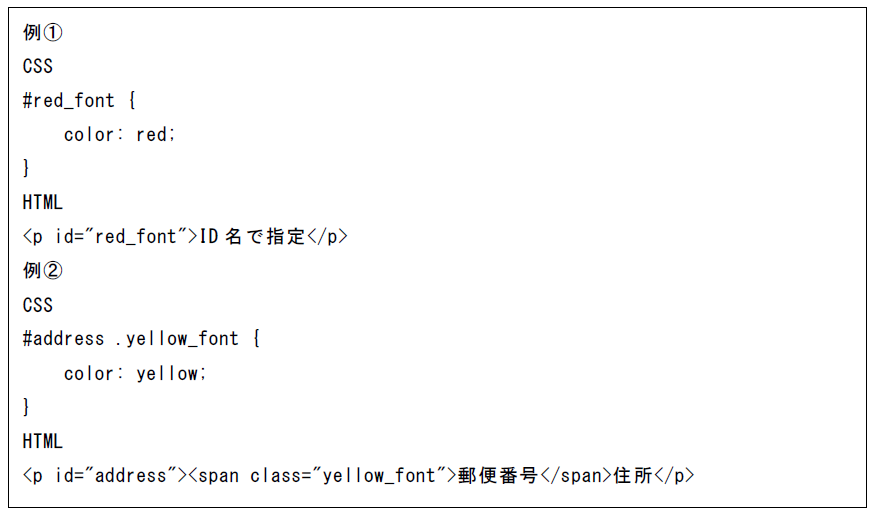 例①
CSS
#red_font {
    color: red;
}
HTML
<p id="red_font">ID 名で指定</p>
例②
CSS
#address .yellow_font {
    color: yellow;
}
HTML
<p id="address"><span class="yellow_font">郵便番号</span>住所</p>